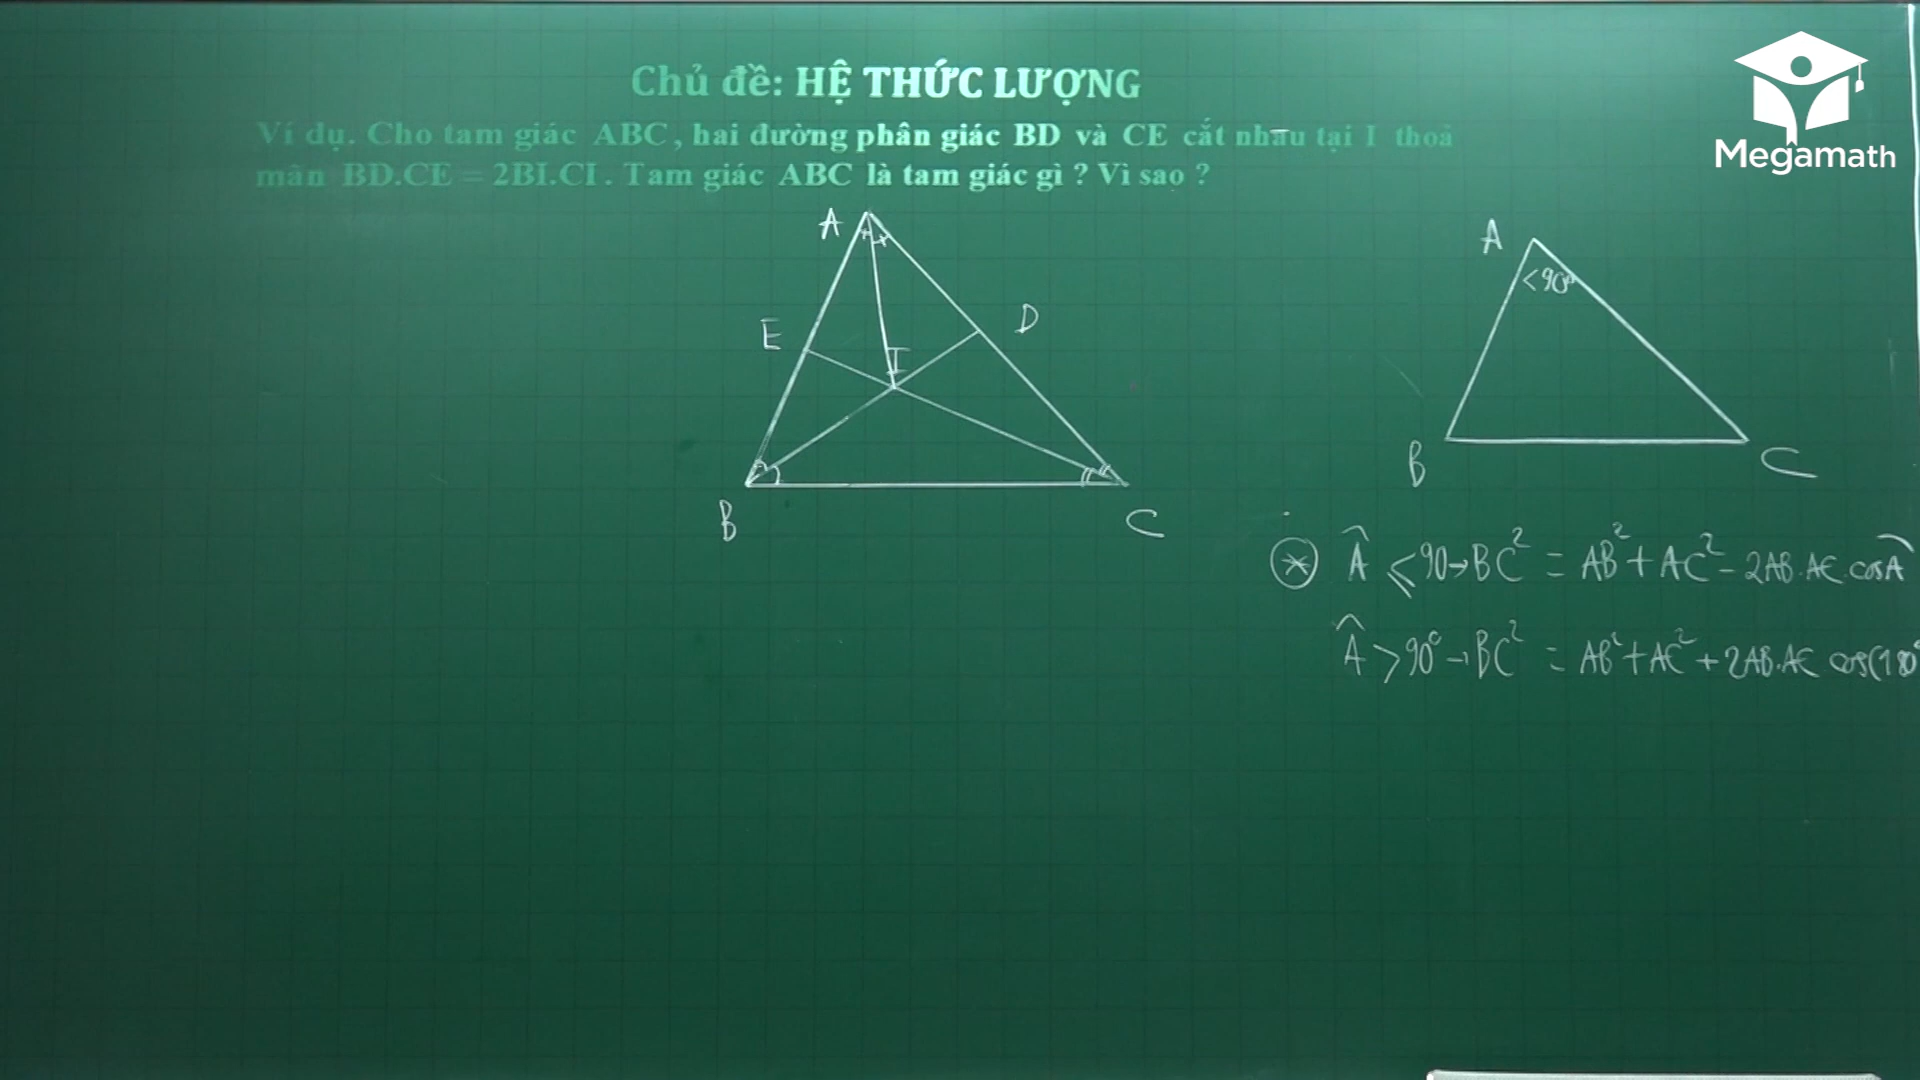 Chủ đề: HỆ THỨC LƯỢNG
Ví dụ. Cho tam giác ABC, hai đường phân giác BD và CE cắt nhau tại I thoả
mãn BD.CE = 2BI.CI. Tam giác ABC là tam giác gì ? Vì sao ?
Megamath
A
E
D
I
B
C
A
<90°
B
C
* Â ≤ 90 → BC² = AB² + AC² - 2AB.AC.cosA
 > 90° → BC² = AB² + AC² + 2AB.AC cos(180°